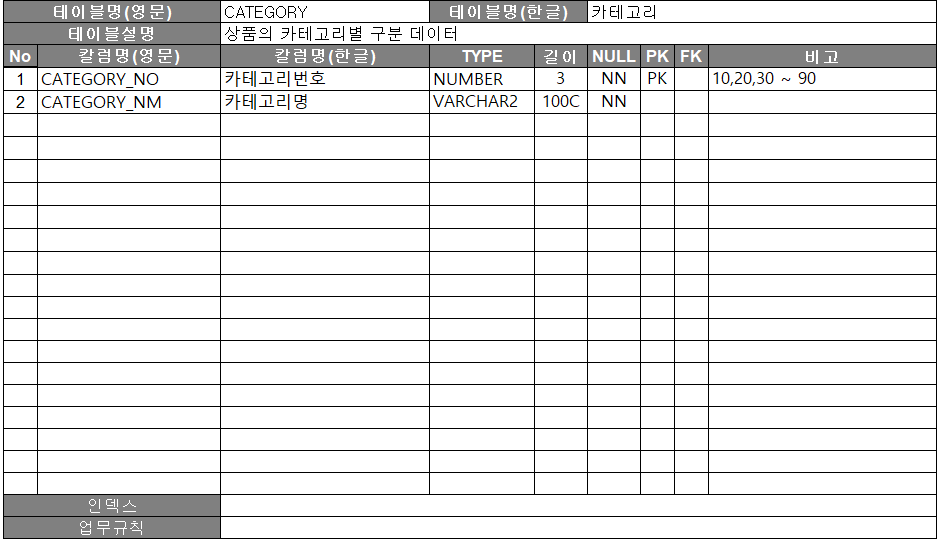 테이블명(영문) CATEGORY 테이블명(한글) 카테고리
테이블설명 상품의 카테고리별 구분 데이터
No 칼럼명(영문) 칼럼명(한글) TYPE 길이 NULL PK FK 비고
1 CATEGORY_NO 카테고리번호 NUMBER 3 NN PK 10,20,30 ~ 90
2 CATEGORY_NM 카테고리명 VARCHAR2 100C NN
인덱스
업무규칙